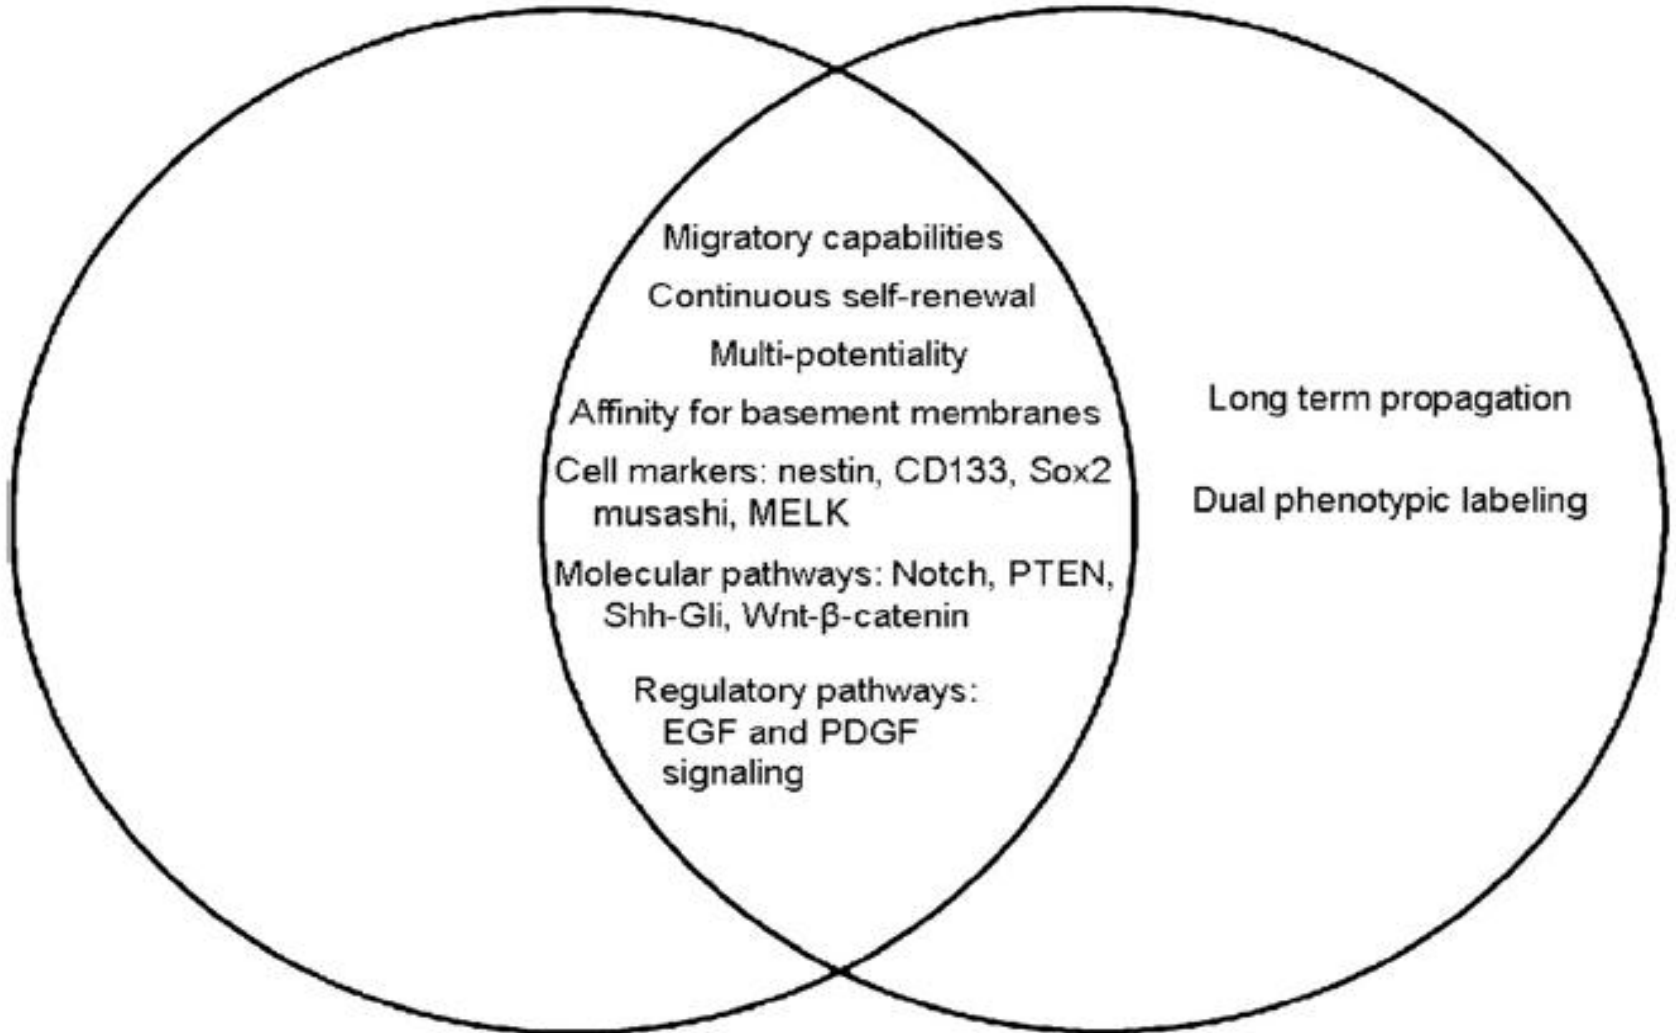 Migratory capabilities
Continuous self-renewal
Multi-potentiality
Affinity for basement membranes
Cell markers: nestin, CD133, Sox2
musashi, MELK
Molecular pathways: Notch, PTEN,
Shh-Gli, Wnt-β-catenin
Regulatory pathways:
EGF and PDGF
signaling
Long term propagation
Dual phenotypic labeling